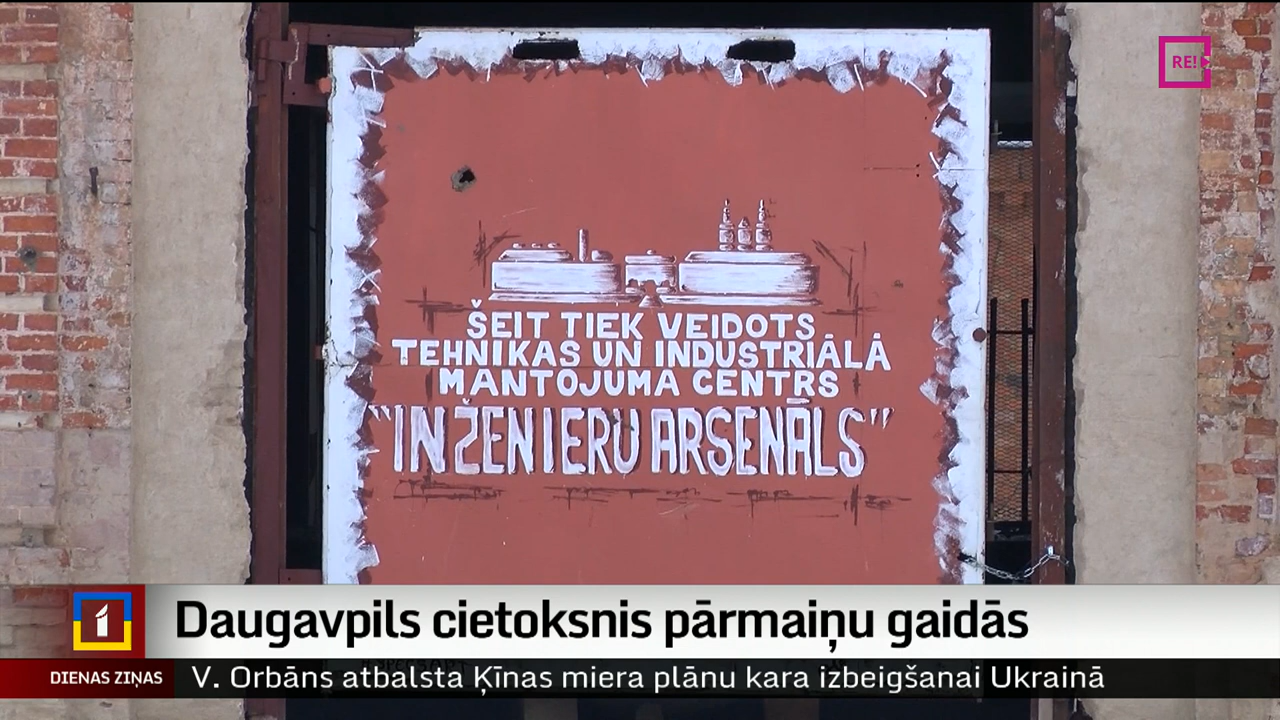 RE!
ŠEIT TIEK VEIDOTS
TEHNIKAS UN INDUSTRIĀLĀ
MANTOJUMA CENTRS
"INŽENIERU ARSENĀLS"
1
Daugavpils cietoksnis pārmaiņu gaidās
DIENAS ZIŅAS
V. Orbāns atbalsta Ķīnas miera plānu kara izbeigšanai Ukrainā